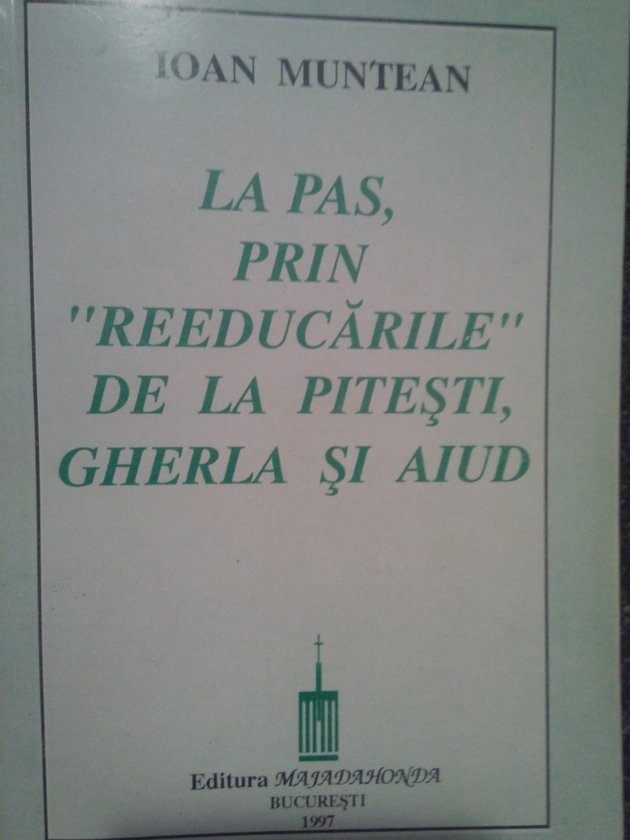 IOAN MUNTEAN
LA PAS,
PRIN
"REEDUCĂRILE"
DE LA PITEŞTI,
GHERLA ŞI AIUD
Editura MAJADAHONDA
BUCUREŞTI
1997